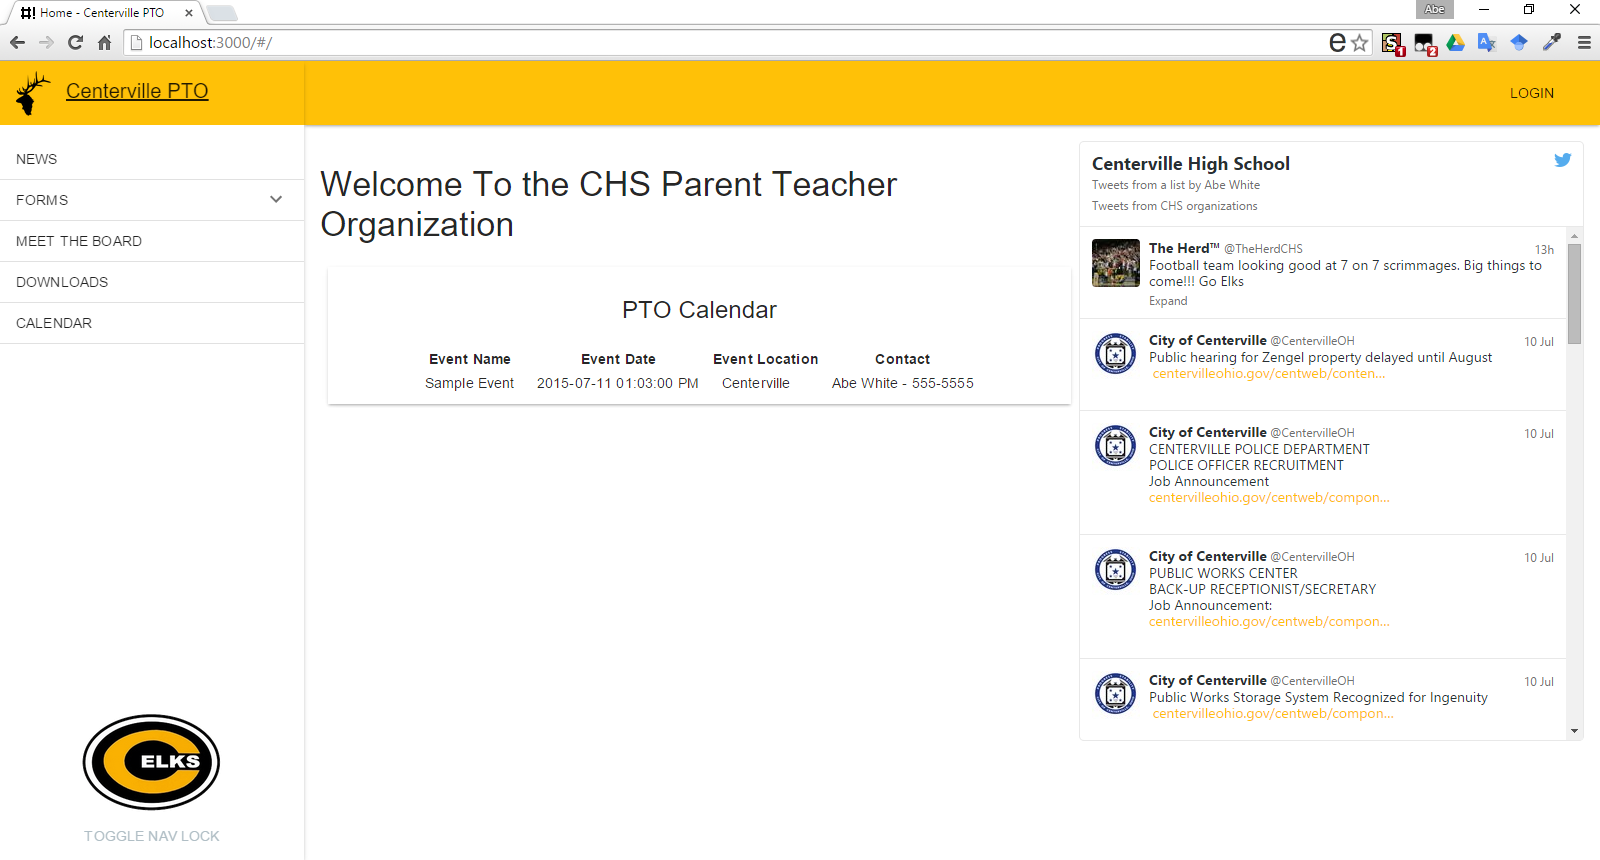 Home - Centerville PTO
Abe
localhost:3000/#/
1
2
Centerville PTO
LOGIN
NEWS
FORMS
MEET THE BOARD
DOWNLOADS
CALENDAR
ELKS
TOGGLE NAV LOCK
Welcome To the CHS Parent Teacher
Organization
PTO Calendar
Event Name Event Date Event Location Contact
Sample Event 2015-07-11 01:03:00 PM Centerville Abe White - 555-5555
Centerville High School
Tweets from a list by Abe White
Tweets from CHS organizations
The Herd™ @TheHerdCHS 13h
Football team looking good at 7 on 7 scrimmages. Big things to
come!!! Go Elks
Expand
City of Centerville @CentervilleOH 10 Jul
Public hearing for Zengel property delayed until August
centervilleohio.gov/centweb/conten...
City of Centerville @CentervilleOH 10 Jul
CENTERVILLE POLICE DEPARTMENT
POLICE OFFICER RECRUITMENT
Job Announcement
centervilleohio.gov/centweb/compon...
City of Centerville @CentervilleOH 10 Jul
PUBLIC WORKS CENTER
BACK-UP RECEPTIONIST/SECRETARY
Job Announcement:
centervilleohio.gov/centweb/compon...
City of Centerville @CentervilleOH 10 Jul
Public Works Storage System Recognized for Ingenuity
centervilleohio.gov/centweb/compon...